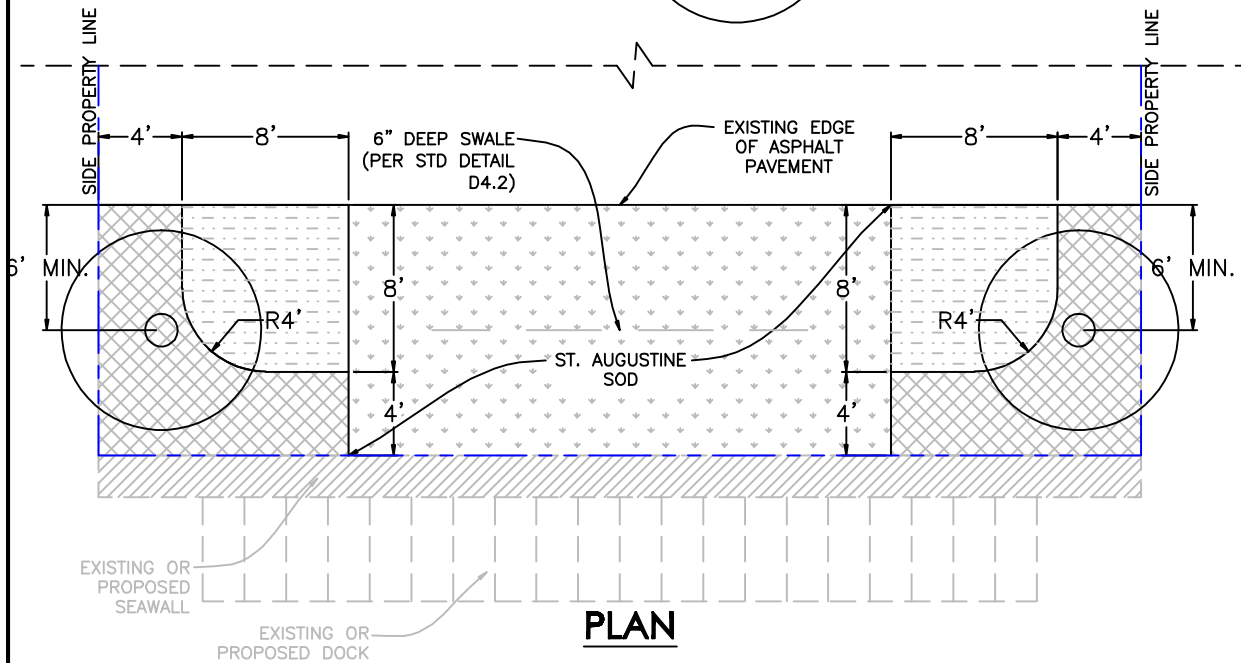 SIDE PROPERTY LINE
SIDE PROPERTY LINE
4'
8'
6" DEEP SWALE
(PER STD DETAIL
D4.2)
EXISTING EDGE
OF ASPHALT
PAVEMENT
8'
4'
6' MIN.
8'
8'
6' MIN.
R4'
R4'
ST. AUGUSTINE
SOD
4'
4'
EXISTING OR
PROPOSED
SEAWALL
EXISTING OR
PROPOSED DOCK
PLAN